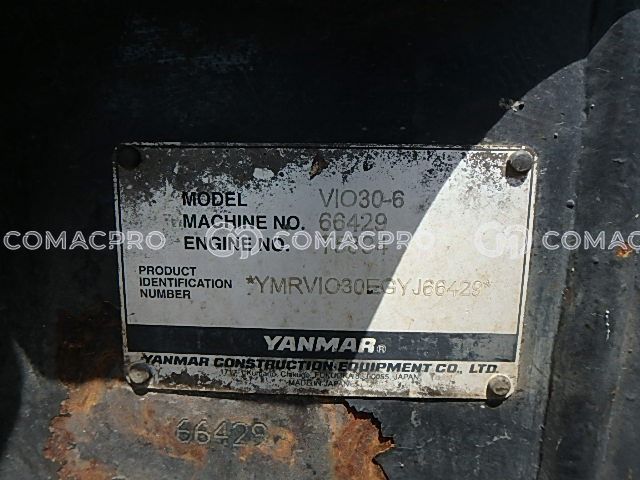 MODEL VIO30-6
MACHINE NO. 66429
ENGINE NO.
COMACPRO COMACPRO COMACPRO
PRODUCT
IDENTIFICATION *YMRVIO30EGYJ66429*
NUMBER
YANMAR®
YANMAR CONSTRUCTION EQUIPMENT CO., LTD.
JAPAN
MADE IN JAPAN
66429